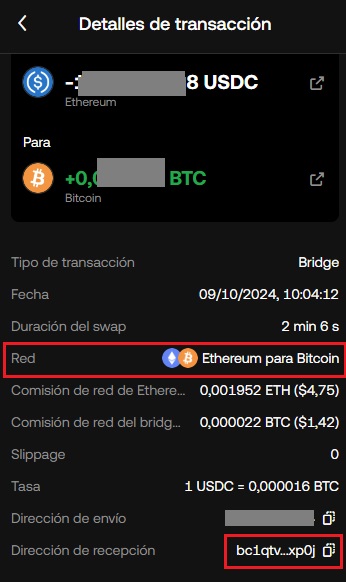 Detalles de transacción
8 USDC
Ethereum
Para
+0, BTC
Bitcoin
Tipo de transacción Bridge
Fecha 09/10/2024, 10:04:12
Duración del swap 2 min 6 s
Red Ethereum para Bitcoin
Comisión de red de Ethere... 0,001952 ETH ($4,75)
Comisión de red del bridg... 0,000022 BTC ($1,42)
Slippage 0
Tasa 1 USDC = 0,000016 BTC
Dirección de envío
Dirección de recepción bc1qtv...xp0j